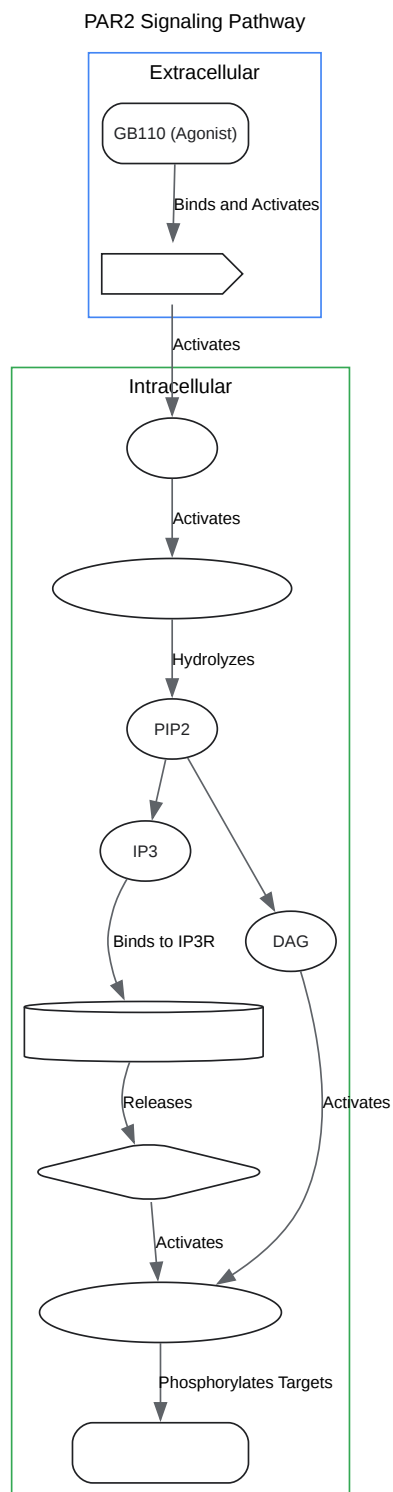 PAR2 Signaling Pathway
Extracellular
GB110 (Agonist)
Binds and Activates
Activates
Intracellular
Activates
Hydrolyzes
PIP2
IP3
DAG
Binds to IP3R
Releases
Activates
Activates
Phosphorylates Targets